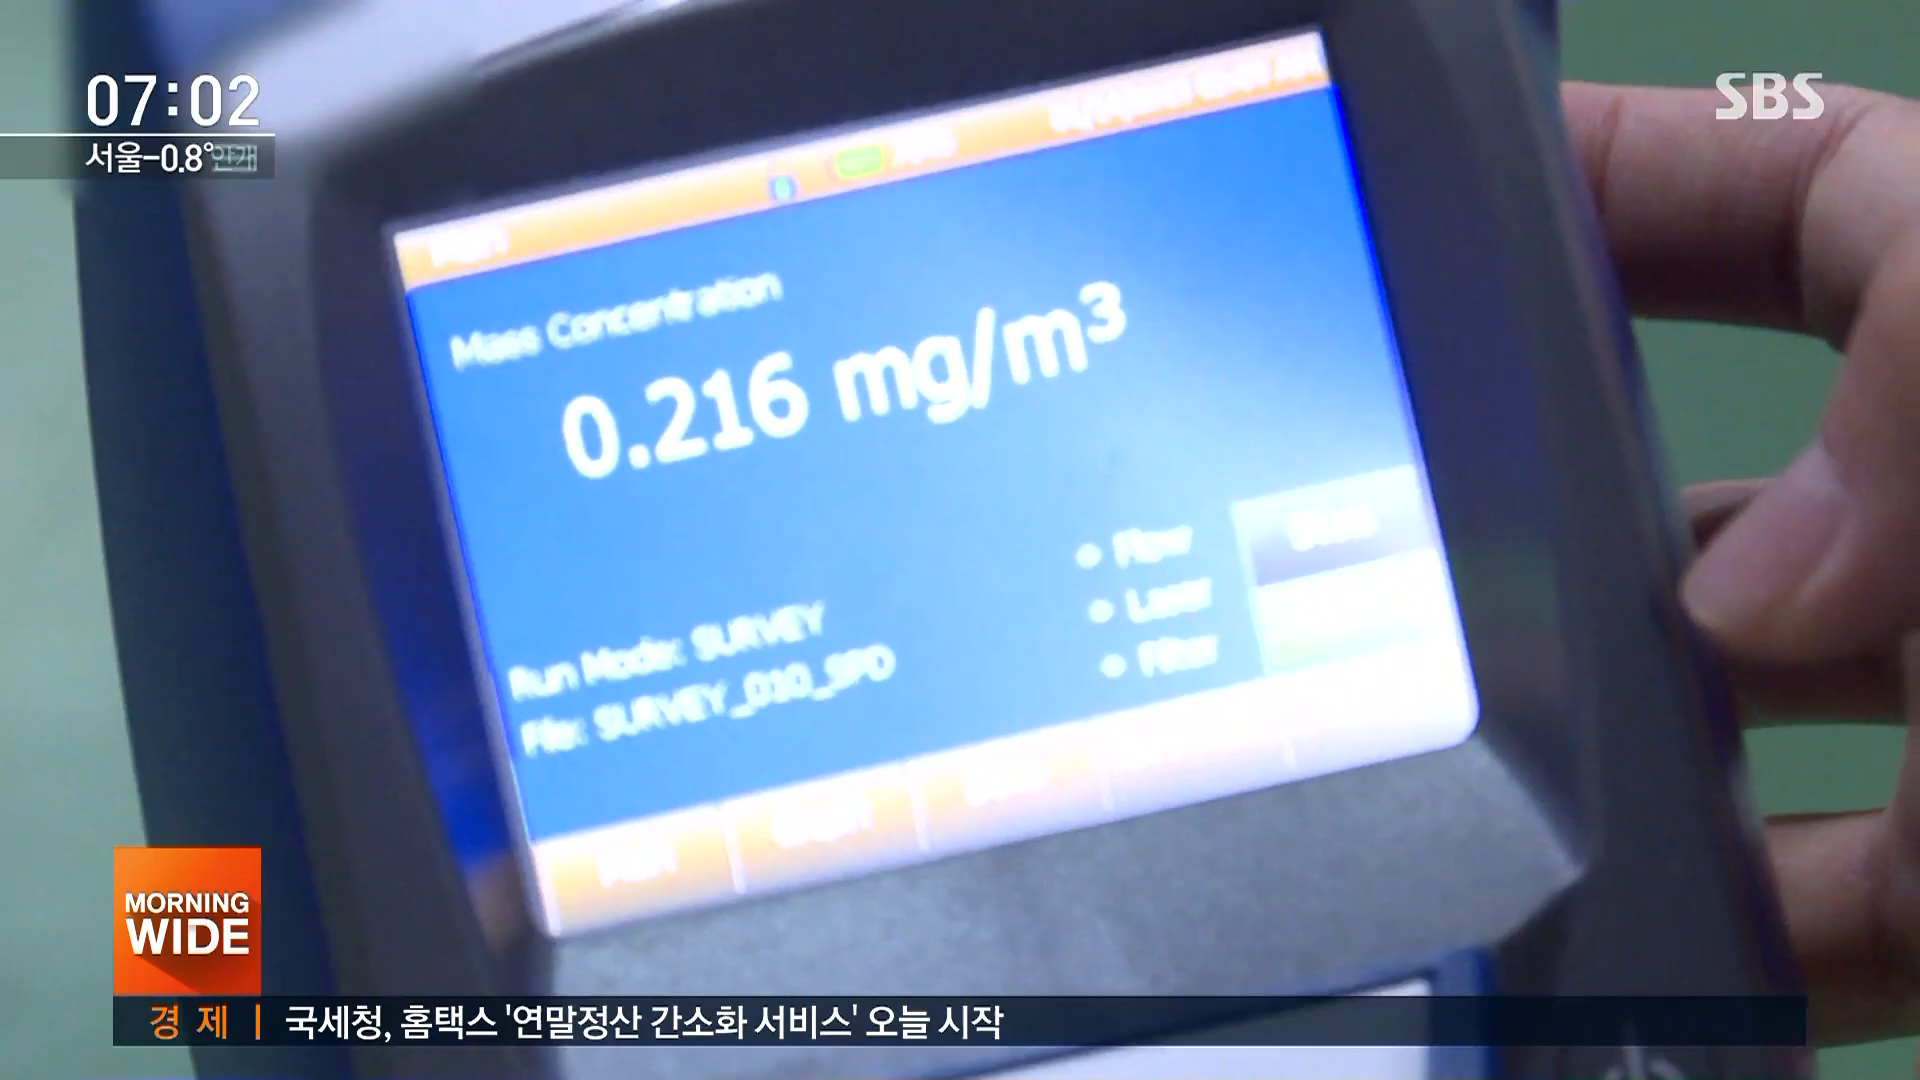 07:02
서울-0.8°
SBS
Mass Concentration
0.216 mg/m³
Flow
Laser
Filter
Run Mode: SURVEY
File: SURVEY_010_SPO
Run
MORNING
WIDE
경제 | 국세청, 홈택스 '연말정산 간소화 서비스' 오늘 시작